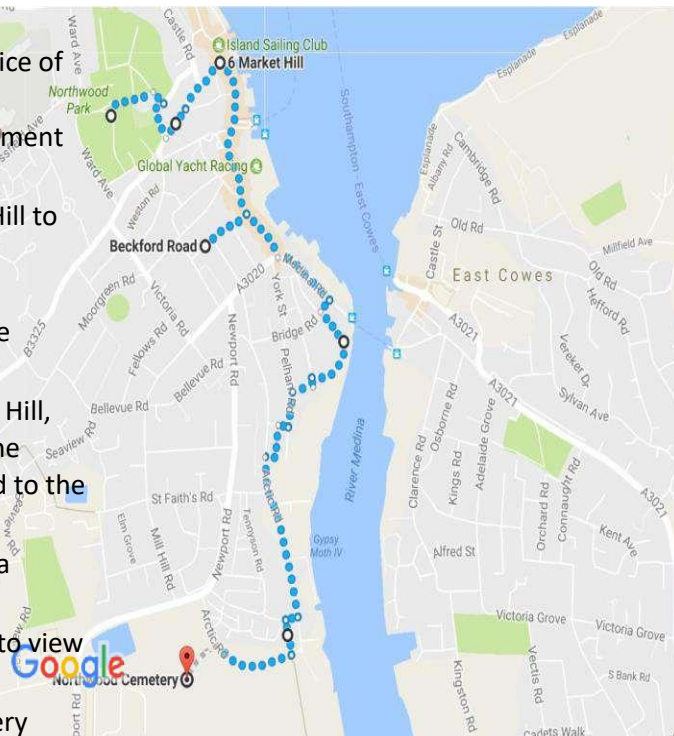 ice of
ment
Hill to
e
Hill,
ne
d to the
a
to view
ery
Ward Ave
Castle Rd
Island Sailing Club
6 Market Hill
Northwood
Park
Ward Ave
Global Yacht Racing
Weston Rd
Beckford Road
Southampton - East Cowes
Esplanade
Esplanade
Esplanade
Albany Rd
Cambridge Rd
Old Rd
Castle St
Millfield Ave
Old Rd
Hefford Rd
East Cowes
A3021
Vereker Dr
Sylvan Ave
A3021
A3021
A3020
Medina Rd
York St
Bridge Rd
Pelham Rd
Moorgreen Rd
Victoria Rd
Fellows Rd
B3325
Newport Rd
Bellevue Rd
Bellevue Rd
Seaview Rd
St Faith's Rd
Elm Grove
Mill Hill Rd
Newport Rd
Tennyson Rd
Arctic Rd
Arctic Rd
River Medina
Gypsy
Moth IV
Clarence Rd
Osborne Rd
Kings Rd
Adelaide Grove
Orchard Rd
Connaught Rd
Kent Ave
Alfred St
Victoria Grove
Victoria Grove
Kingston Rd
Vectis Rd
S Bank Rd
Cadets Walk
Google
Northwood Cemetery